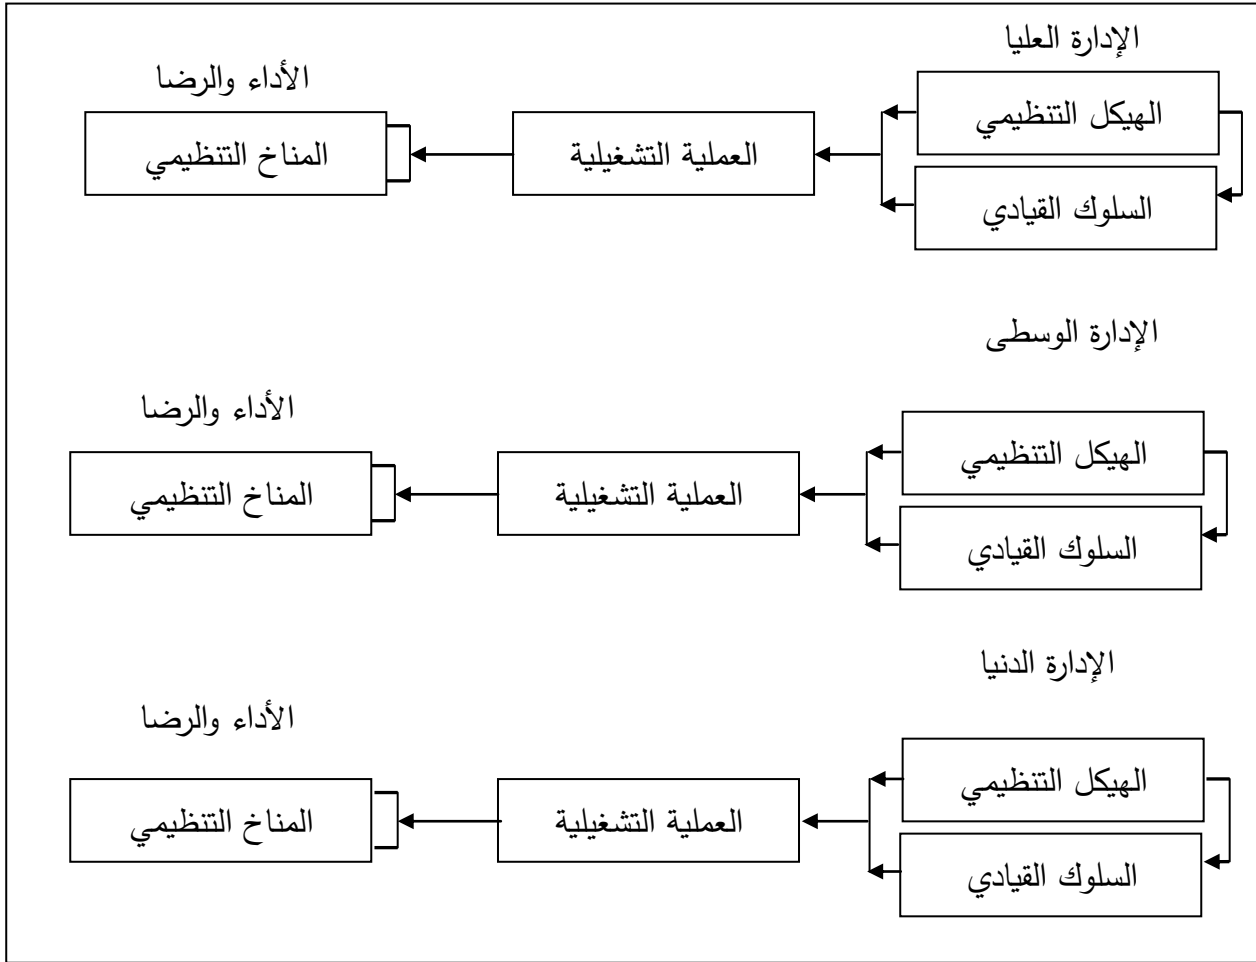 الإدارة العليا
الهيكل التنظيمي
السلوك القيادي
العملية التشغيلية
الأداء والرضا
المناخ التنظيمي
الإدارة الوسطى
الهيكل التنظيمي
السلوك القيادي
العملية التشغيلية
الأداء والرضا
المناخ التنظيمي
الإدارة الدنيا
الهيكل التنظيمي
السلوك القيادي
العملية التشغيلية
الأداء والرضا
المناخ التنظيمي